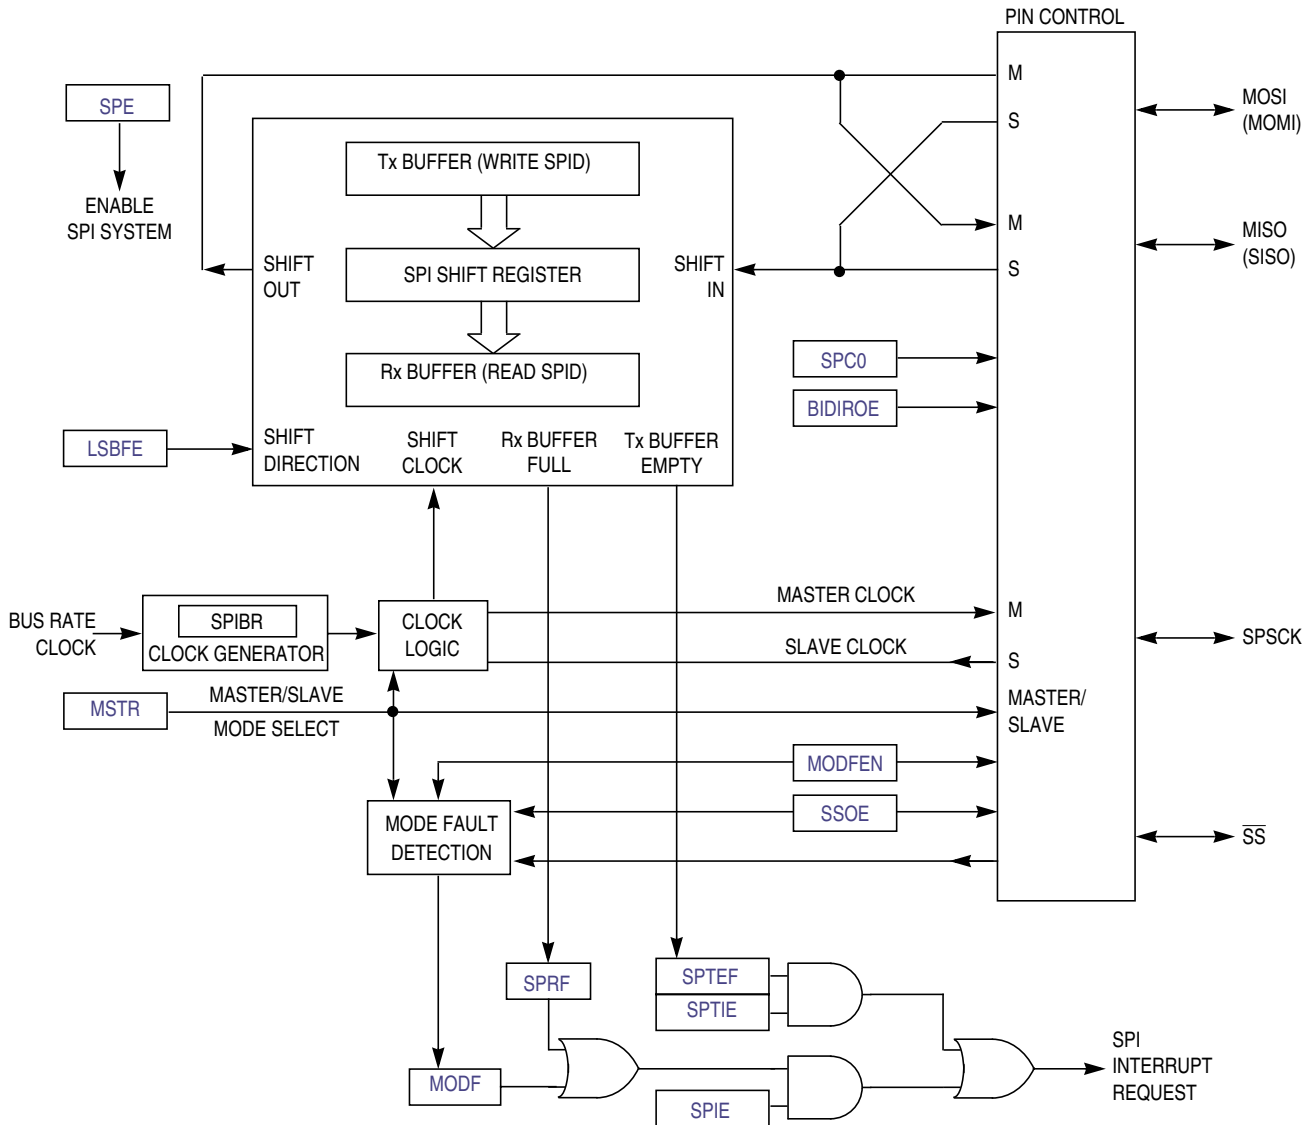 PIN CONTROL
M
MOSI
(MOMI)
S
SPE
ENABLE
SPI SYSTEM
Tx BUFFER (WRITE SPID)
SHIFT
OUT
SPI SHIFT REGISTER
SHIFT
IN
Rx BUFFER (READ SPID)
M
MISO
(SISO)
S
SPC0
BIDIROE
LSBFE
SHIFT
DIRECTION
SHIFT
CLOCK
Rx BUFFER
FULL
Tx BUFFER
EMPTY
BUS RATE
CLOCK
SPIBR
CLOCK GENERATOR
CLOCK
LOGIC
MASTER CLOCK
M
SLAVE CLOCK
S
SPSCK
MSTR
MASTER/SLAVE
MODE SELECT
MASTER/
SLAVE
MODFEN
SSOE
MODE FAULT
DETECTION
SS
SPRF
SPTEF
SPTIE
MODF
SPIE
SPI
INTERRUPT
REQUEST